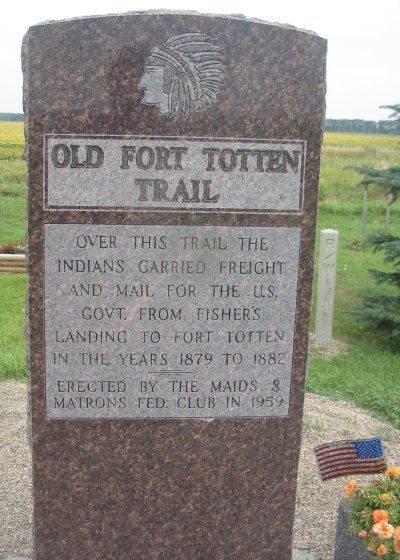 OLD FORT TOTTEN
TRAIL
OVER THIS TRAIL THE
INDIANS CARRIED FREIGHT
AND MAIL FOR THE U.S.
GOVT. FROM FISHER'S
LANDING TO FORT TOTTEN
IN THE YEARS 1879 TO 1882
ERECTED BY THE MAIDS &
MATRONS FED. CLUB IN 1959
R/W